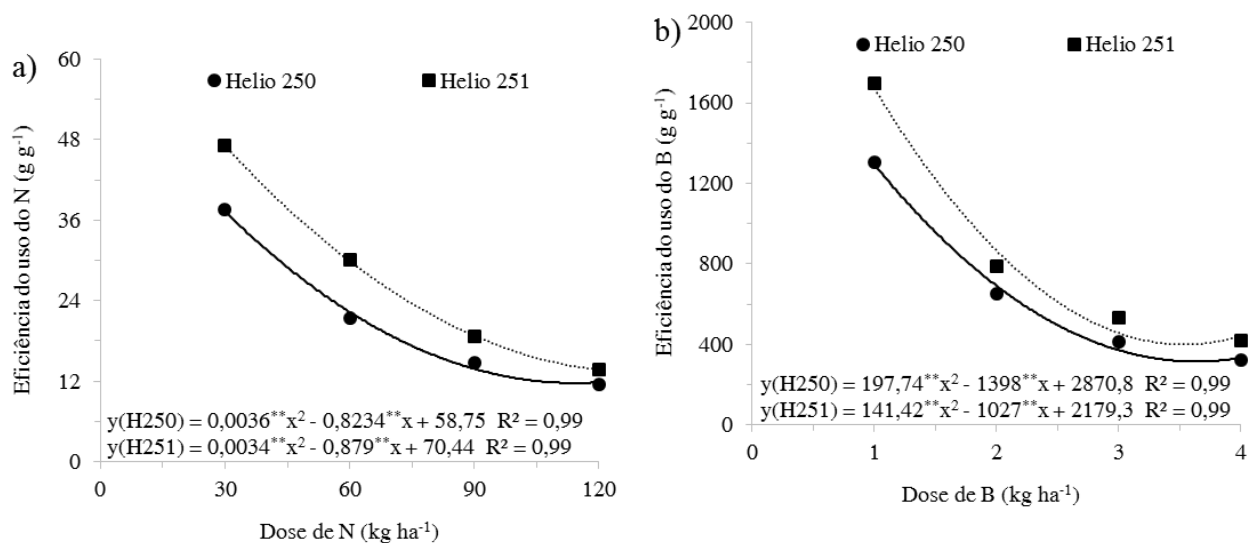 a)
Helio 250
Helio 251
Eficiência do uso do N (g g⁻¹)
60
48
36
24
12
0
y(H250) = 0,0036**x² - 0,8234**x + 58,75 R² = 0,99
y(H251) = 0,0034**x² - 0,879**x + 70,44 R² = 0,99
0 30 60 90 120
Dose de N (kg ha⁻¹)
b)
Helio 250
Helio 251
Eficiência do uso do B (g g⁻¹)
2000
1600
1200
800
400
0
y(H250) = 197,74**x² - 1398**x + 2870,8 R² = 0,99
y(H251) = 141,42**x² - 1027**x + 2179,3 R² = 0,99
0 1 2 3 4
Dose de B (kg ha⁻¹)